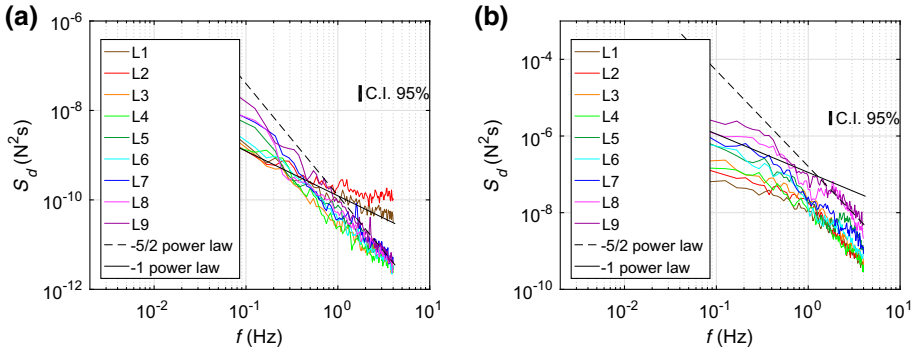 (a)
10^-6
10^-8
10^-10
10^-12
S_d (N^2s)
L1
L2
L3
L4
L5
L6
L7
L8
L9
-5/2 power law
-1 power law
C.I. 95%
10^-2
10^-1
10^0
10^1
f (Hz)
(b)
10^-4
10^-6
10^-8
10^-10
S_d (N^2s)
L1
L2
L3
L4
L5
L6
L7
L8
L9
-5/2 power law
-1 power law
C.I. 95%
10^-2
10^-1
10^0
10^1
f (Hz)